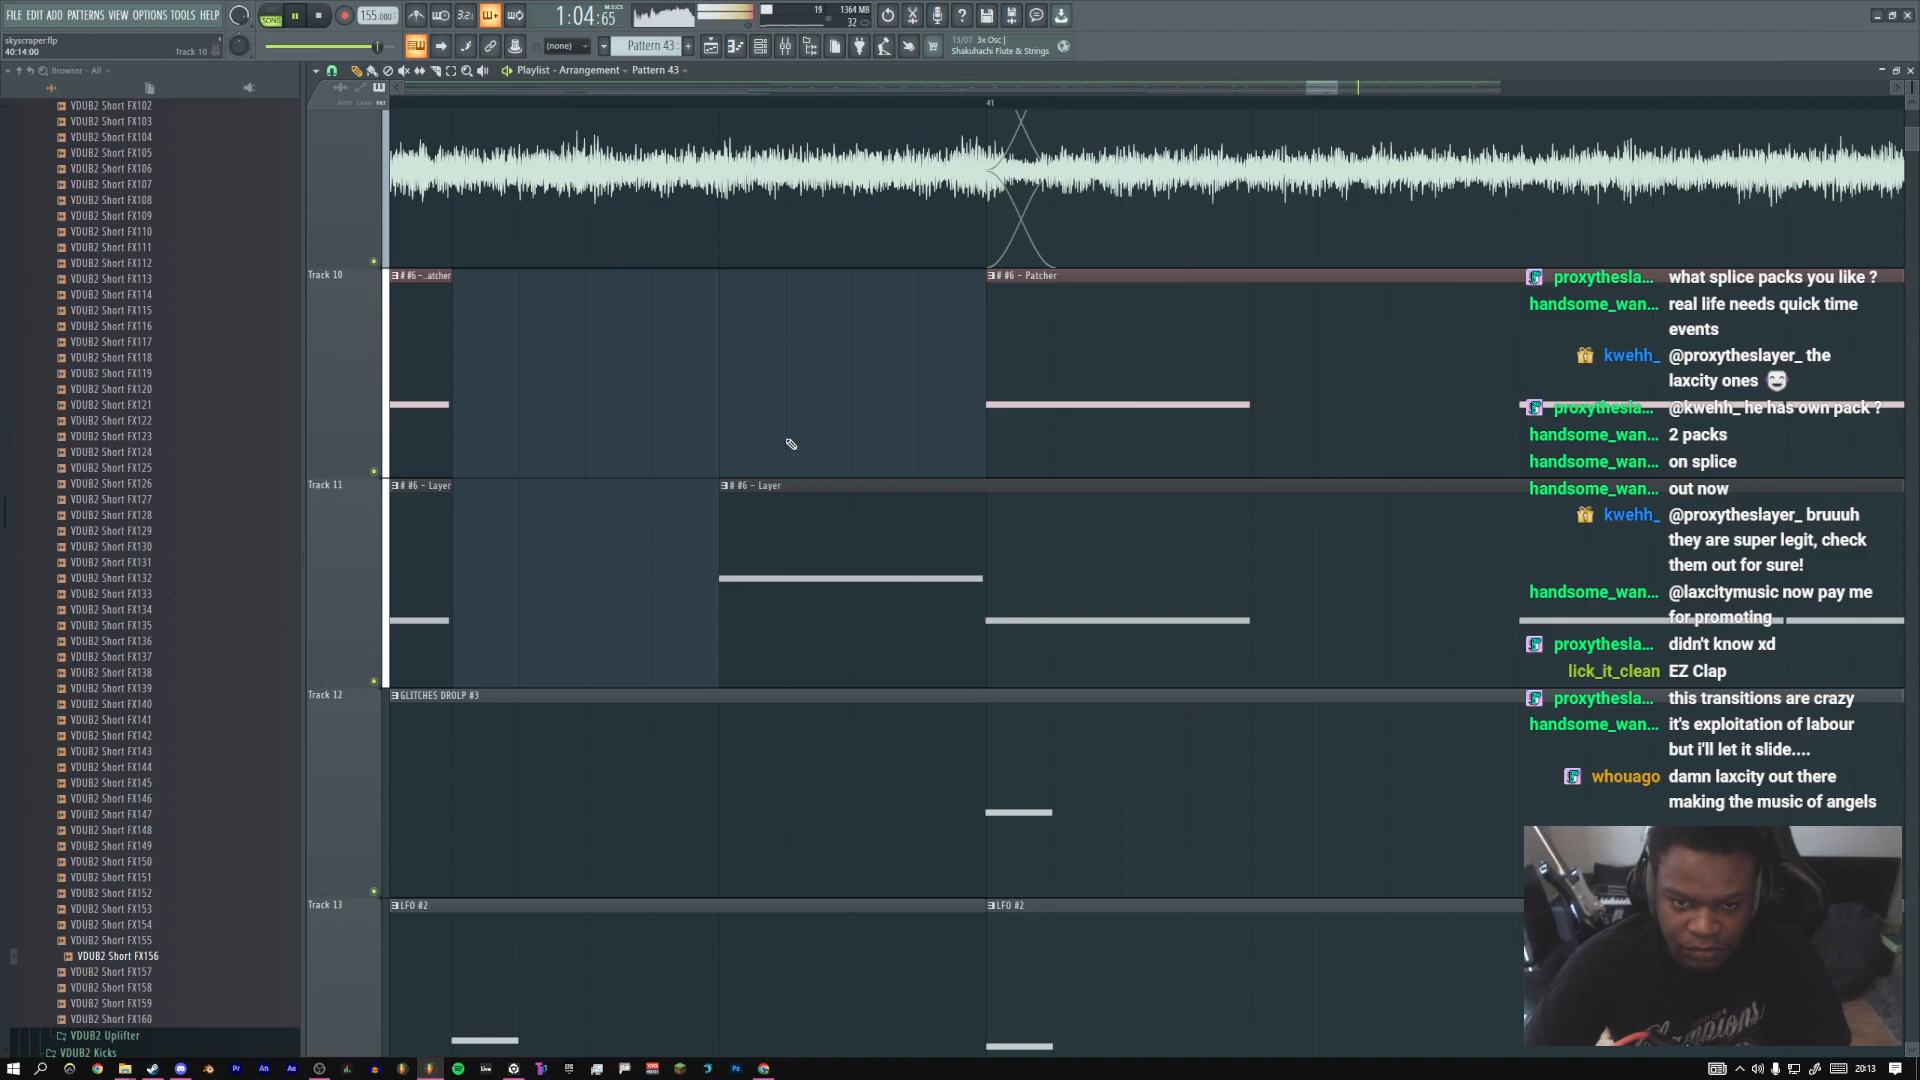 FILE EDIT ADD PATTERNS VIEW OPTIONS TOOLS HELP
SONG
155.000
3.2:
1:04:65
M:S:CS
19
1364 MB
32
skyscraper.flp
40:14:00
Track 10
(none)
Pattern 43
+
13/07 3x Osc |
Shakuhachi Flute & Strings
Browser - All
Playlist - Arrangement
Pattern 43
NOTE CHAN PAT
41
VDUB2 Short FX102
VDUB2 Short FX103
VDUB2 Short FX104
VDUB2 Short FX105
VDUB2 Short FX106
VDUB2 Short FX107
VDUB2 Short FX108
VDUB2 Short FX109
VDUB2 Short FX110
VDUB2 Short FX111
VDUB2 Short FX112
VDUB2 Short FX113
VDUB2 Short FX114
VDUB2 Short FX115
VDUB2 Short FX116
VDUB2 Short FX117
VDUB2 Short FX118
VDUB2 Short FX119
VDUB2 Short FX120
VDUB2 Short FX121
VDUB2 Short FX122
VDUB2 Short FX123
VDUB2 Short FX124
VDUB2 Short FX125
VDUB2 Short FX126
VDUB2 Short FX127
VDUB2 Short FX128
VDUB2 Short FX129
VDUB2 Short FX130
VDUB2 Short FX131
VDUB2 Short FX132
VDUB2 Short FX133
VDUB2 Short FX134
VDUB2 Short FX135
VDUB2 Short FX136
VDUB2 Short FX137
VDUB2 Short FX138
VDUB2 Short FX139
VDUB2 Short FX140
VDUB2 Short FX141
VDUB2 Short FX142
VDUB2 Short FX143
VDUB2 Short FX144
VDUB2 Short FX145
VDUB2 Short FX146
VDUB2 Short FX147
VDUB2 Short FX148
VDUB2 Short FX149
VDUB2 Short FX150
VDUB2 Short FX151
VDUB2 Short FX152
VDUB2 Short FX153
VDUB2 Short FX154
VDUB2 Short FX155
VDUB2 Short FX156
VDUB2 Short FX157
VDUB2 Short FX158
VDUB2 Short FX159
VDUB2 Short FX160
VDUB2 Uplifter
VDUB2 Kicks
Track 10
# #6 -..atcher
# #6 - Patcher
Track 11
# #6 - Layer
# #6 - Layer
Track 12
GLITCHES DROLP #3
Track 13
LFO #2
LFO #2
proxythesla... what splice packs you like ?
handsome_wan... real life needs quick time
events
kwehh_ @proxytheslayer_ the
laxcity ones
proxythesla... @kwehh_ he has own pack ?
handsome_wan... 2 packs
handsome_wan... on splice
handsome_wan... out now
kwehh_ @proxytheslayer_ bruuuh
they are super legit, check
them out for sure!
handsome_wan... @laxcitymusic now pay me
for promoting
proxythesla... didn't know xd
lick_it_clean EZ Clap
proxythesla... this transitions are crazy
handsome_wan... it's exploitation of labour
but i'll let it slide....
whouago damn laxcity out there
making the music of angels
Pr
An
Ae
Live
Ps
20:13